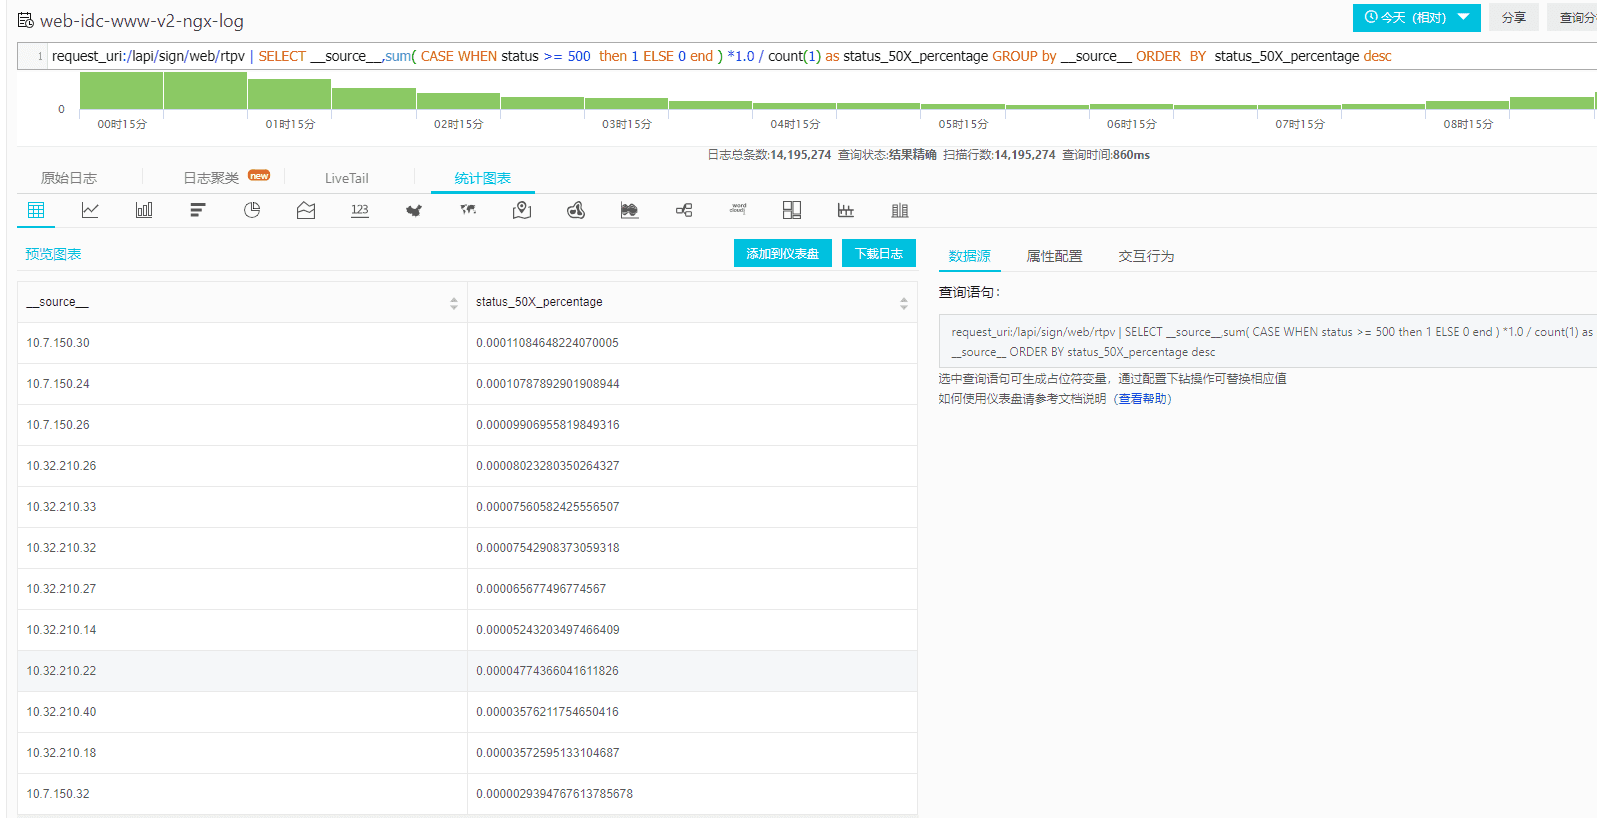 web-idc-www-v2-ngx-log
今天（相对）
分享
查询分
1 request_uri:/lapi/sign/web/rtpv | SELECT __source__,sum( CASE WHEN status >= 500 then 1 ELSE 0 end ) *1.0 / count(1) as status_50X_percentage GROUP by __source__ ORDER BY status_50X_percentage desc
0
00时15分 01时15分 02时15分 03时15分 04时15分 05时15分 06时15分 07时15分 08时15分
日志总条数:14,195,274 查询状态:结果精确 扫描行数:14,195,274 查询时间:860ms
原始日志 日志聚类 new LiveTail 统计图表
123 word cloud
预览图表 添加到仪表盘 下载日志
数据源 属性配置 交互行为
__source__ status_50X_percentage
10.7.150.30 0.00011084648224070005
10.7.150.24 0.00010787892901908944
10.7.150.26 0.00009906955819849316
10.32.210.26 0.00008023280350264327
10.32.210.33 0.00007560582425556507
10.32.210.32 0.00007542908373059318
10.32.210.27 0.000065677496774567
10.32.210.14 0.00005243203497466409
10.32.210.22 0.00004774366041611826
10.32.210.40 0.00003576211754650416
10.32.210.18 0.00003572595133104687
10.7.150.32 0.0000029394767613785678
查询语句：
request_uri:/lapi/sign/web/rtpv | SELECT __source__,sum( CASE WHEN status >= 500 then 1 ELSE 0 end ) *1.0 / count(1) as
__source__ ORDER BY status_50X_percentage desc
选中查询语句可生成占位符变量，通过配置下钻操作可替换相应值
如何使用仪表盘请参考文档说明（查看帮助）